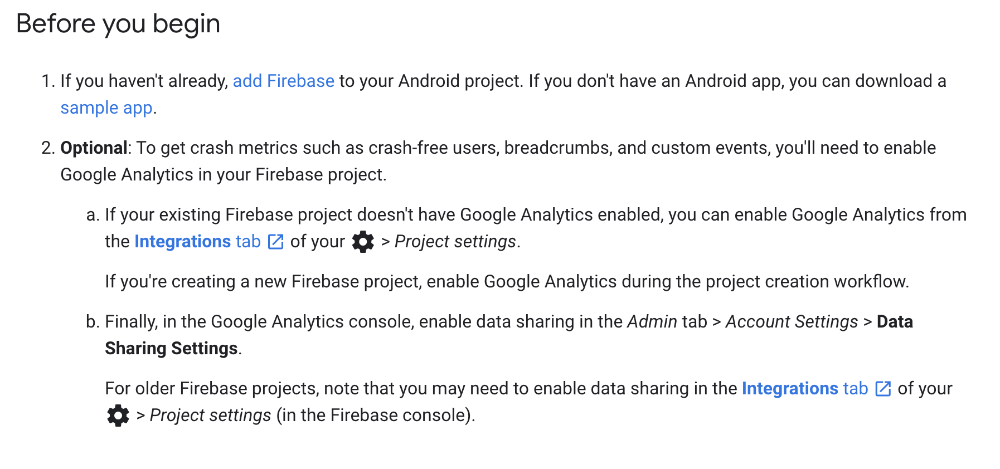 Before you begin
1. If you haven't already, add Firebase to your Android project. If you don't have an Android app, you can download a
sample app.
2. Optional: To get crash metrics such as crash-free users, breadcrumbs, and custom events, you'll need to enable
Google Analytics in your Firebase project.
a. If your existing Firebase project doesn't have Google Analytics enabled, you can enable Google Analytics from
the Integrations tab of your > Project settings.
If you're creating a new Firebase project, enable Google Analytics during the project creation workflow.
b. Finally, in the Google Analytics console, enable data sharing in the Admin tab > Account Settings > Data
Sharing Settings.
For older Firebase projects, note that you may need to enable data sharing in the Integrations tab of your
> Project settings (in the Firebase console).